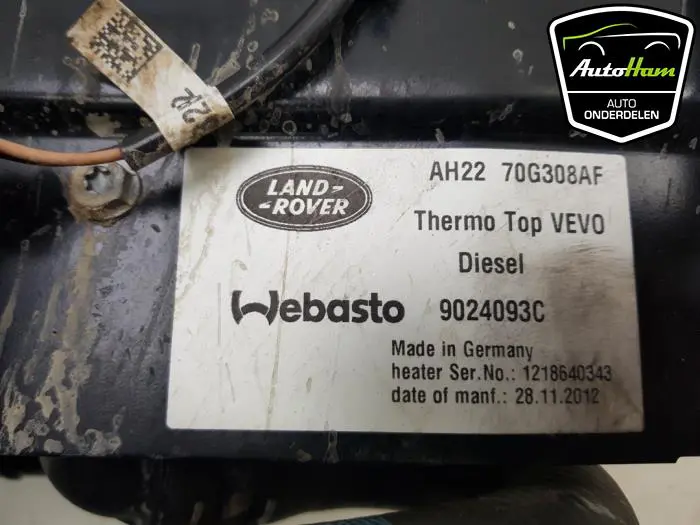 AutoHam
AUTO
ONDERDELEN
2R
LAND-
-ROVER
AH22 70G308AF
Thermo Top VEVO
Diesel
Webasto 9024093C
Made in Germany
heater Ser.No.: 1218640343
date of manf.: 28.11.2012